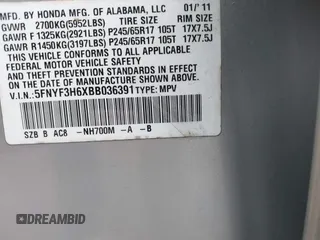 MFD. BY HONDA MFG. OF ALABAMA, LLC 01/'11
GVWR 2700KG(5952LBS) TIRE SIZE RIM SIZE
GAWR F 1325KG(2921LBS) P245/65R17 105T 17X7.5J
GAWR R1450KG(3197LBS) P245/65R17 105T 17X7.5J
THIS VEHICLE CONFORMS TO ALL APPLICABLE
FEDERAL MOTOR VEHICLE SAFETY AND
THEFT PREVENTION STANDARDS IN EFFECT ON
THE DATE OF MANUFACTURE SHOWN ABOVE.
V.I.N.:5FNYF3H6XBB036391 TYPE: MPV
SZB B AC8 -NH700M -A -B
FREEVINDECODER.EU